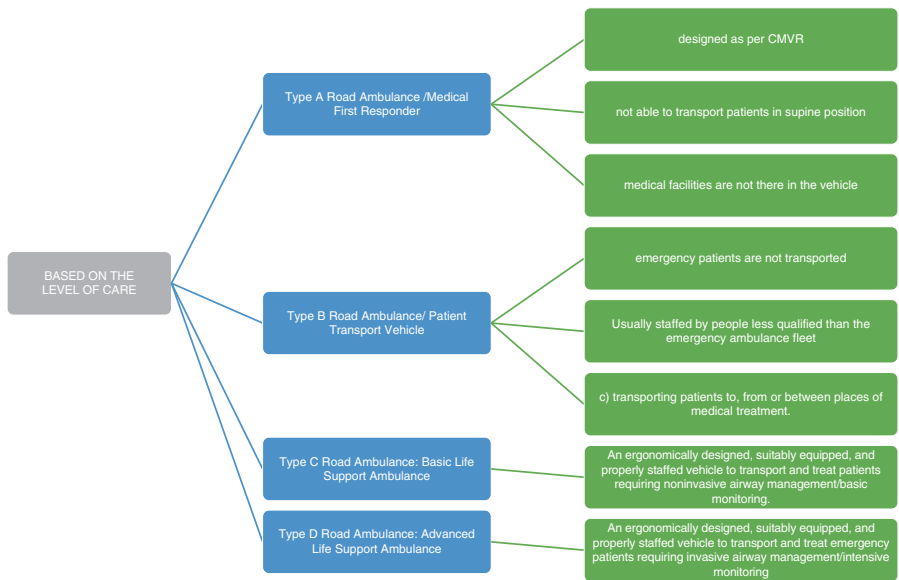 BASED ON THE
LEVEL OF CARE
Type A Road Ambulance /Medical
First Responder
designed as per CMVR
not able to transport patients in supine position
medical facilities are not there in the vehicle
Type B Road Ambulance/ Patient
Transport Vehicle
emergency patients are not transported
Usually staffed by people less qualified than the
emergency ambulance fleet
c) transporting patients to, from or between places of
medical treatment.
Type C Road Ambulance: Basic Life
Support Ambulance
An ergonomically designed, suitably equipped, and
properly staffed vehicle to transport and treat patients
requiring noninvasive airway management/basic
monitoring.
Type D Road Ambulance: Advanced
Life Support Ambulance
An ergonomically designed, suitably equipped, and
properly staffed vehicle to transport and treat emergency
patients requiring invasive airway management/intensive
monitoring